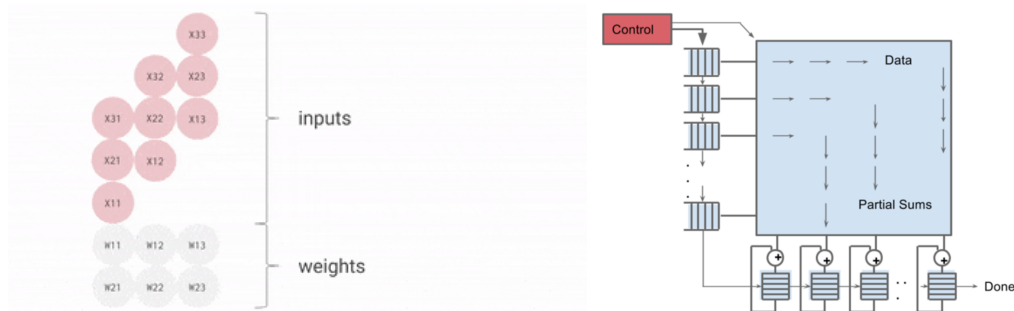 X33
X32 X23
X31 X22 X13
inputs
X21 X12
X11
W11 W12 W13
weights
W21 W22 W23
Control
Data
Partial Sums
+ + + +
Done